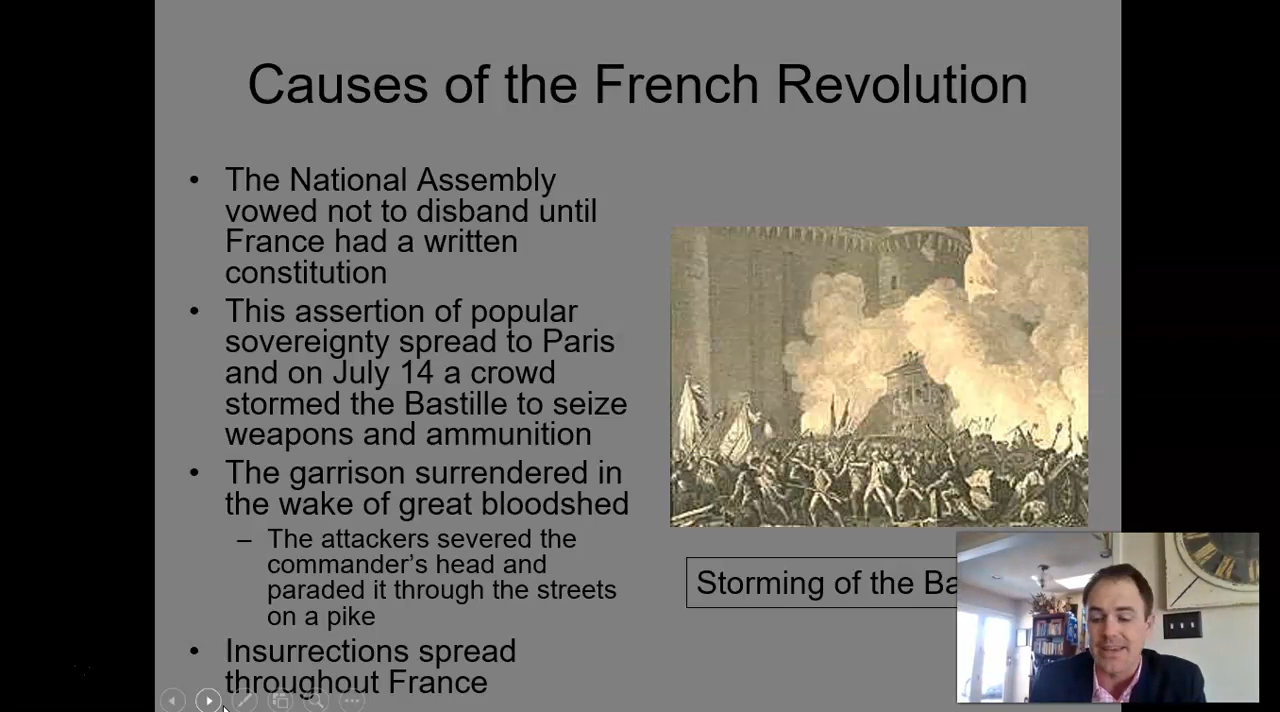 Causes of the French Revolution
• The National Assembly
vowed not to disband until
France had a written
constitution
• This assertion of popular
sovereignty spread to Paris
and on July 14 a crowd
stormed the Bastille to seize
weapons and ammunition
• The garrison surrendered in
the wake of great bloodshed
– The attackers severed the
commander’s head and
paraded it through the streets
on a pike
• Insurrections spread
throughout France
Storming of the Ba